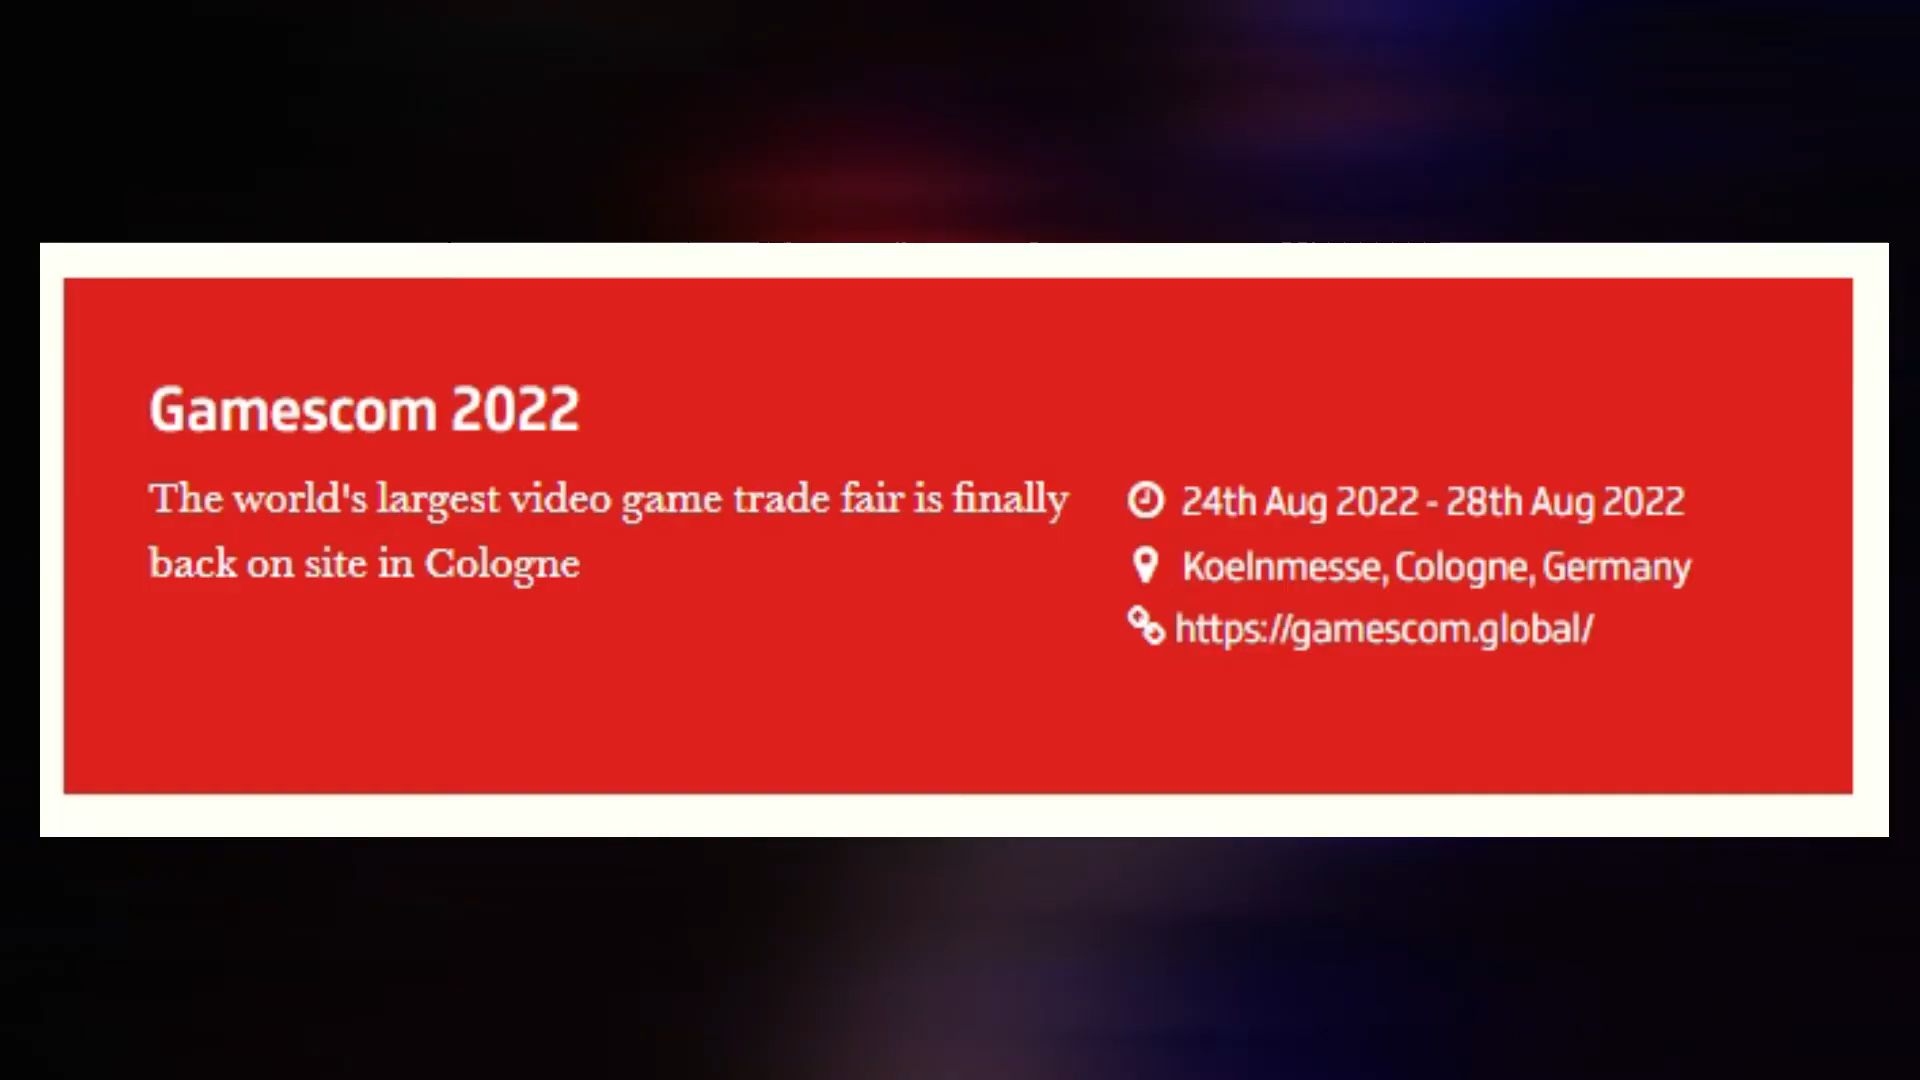 Gamescom 2022
The world's largest video game trade fair is finally
back on site in Cologne
24th Aug 2022 - 28th Aug 2022
Koelnmesse, Cologne, Germany
https://gamescom.global/